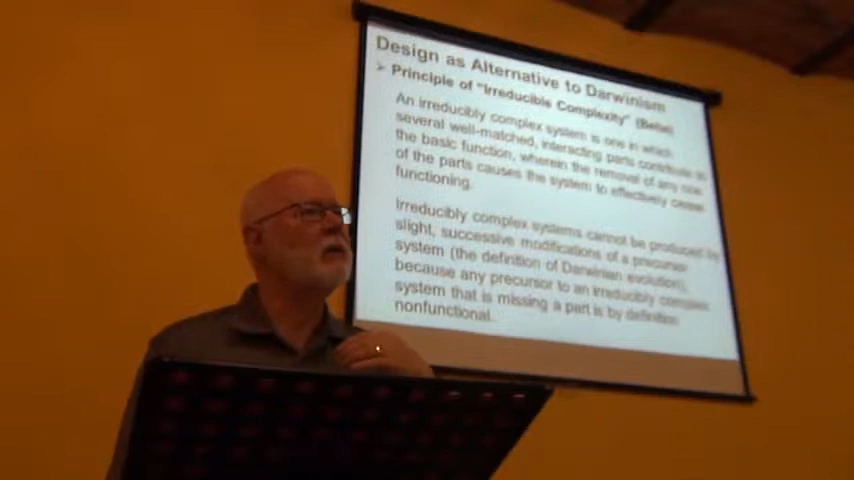 Design as Alternative to Darwinism
➢ Principle of "Irreducible Complexity" (Behe)
An irreducibly complex system is one in which
several well-matched, interacting parts contribute to
the basic function, wherein the removal of any one
of the parts causes the system to effectively cease
functioning.
Irreducibly complex systems cannot be produced by
slight, successive modifications of a precursor
system (the definition of Darwinian evolution),
because any precursor to an irreducibly complex
system that is missing a part is by definition
nonfunctional.